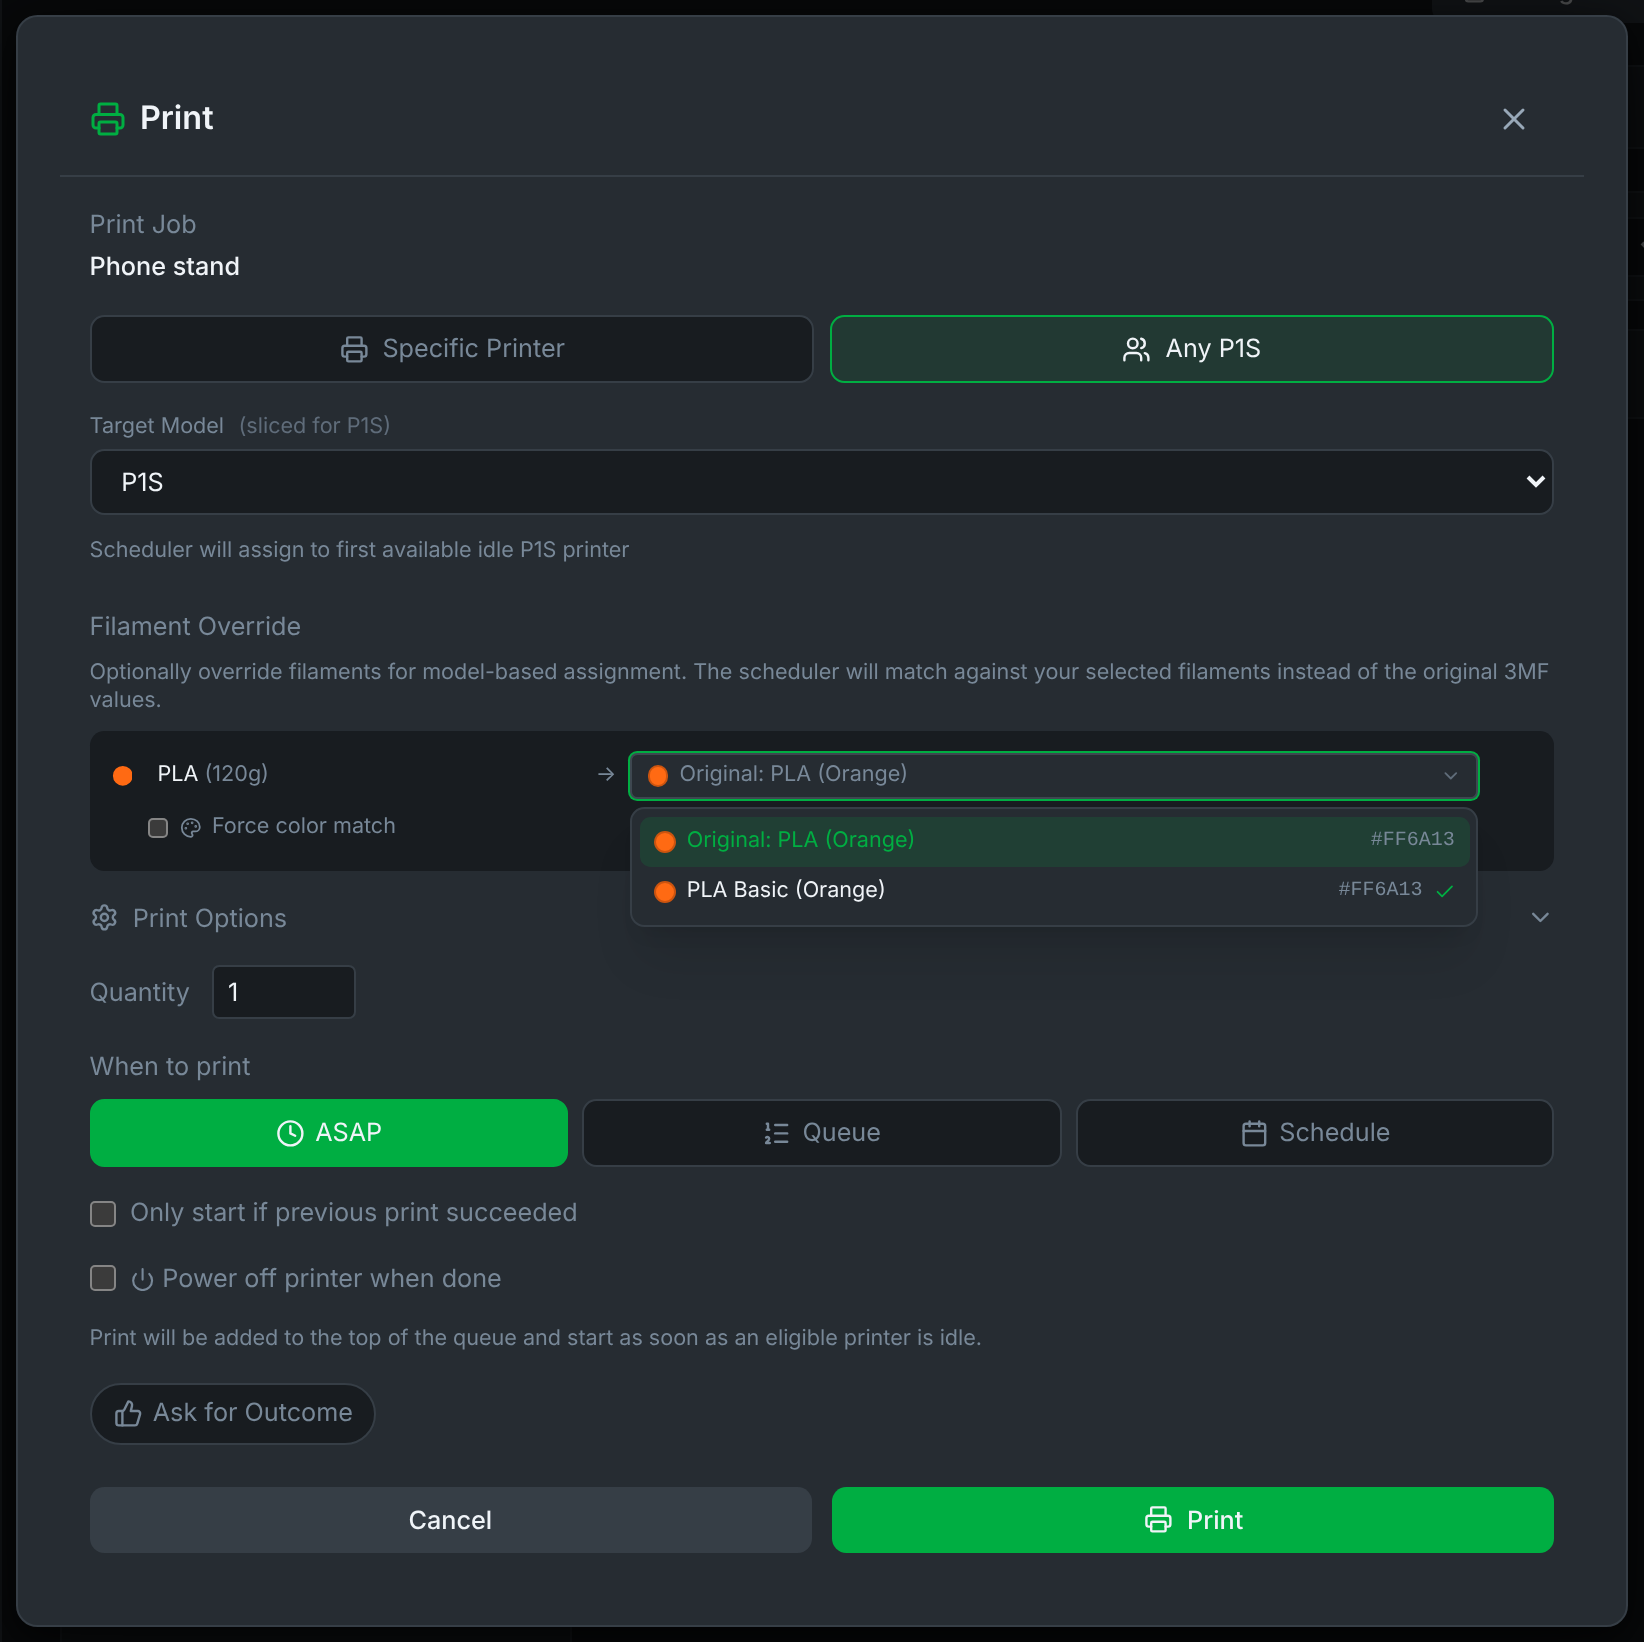 Print
Print Job
Phone stand
Specific Printer
Any P1S
Target Model (sliced for P1S)
P1S
Scheduler will assign to first available idle P1S printer
Filament Override
Optionally override filaments for model-based assignment. The scheduler will match against your selected filaments instead of the original 3MF
values.
PLA (120g)
Original: PLA (Orange)
Force color match
Original: PLA (Orange) #FF6A13
PLA Basic (Orange) #FF6A13
Print Options
Quantity 1
When to print
ASAP
Queue
Schedule
Only start if previous print succeeded
Power off printer when done
Print will be added to the top of the queue and start as soon as an eligible printer is idle.
Ask for Outcome
Cancel
Print